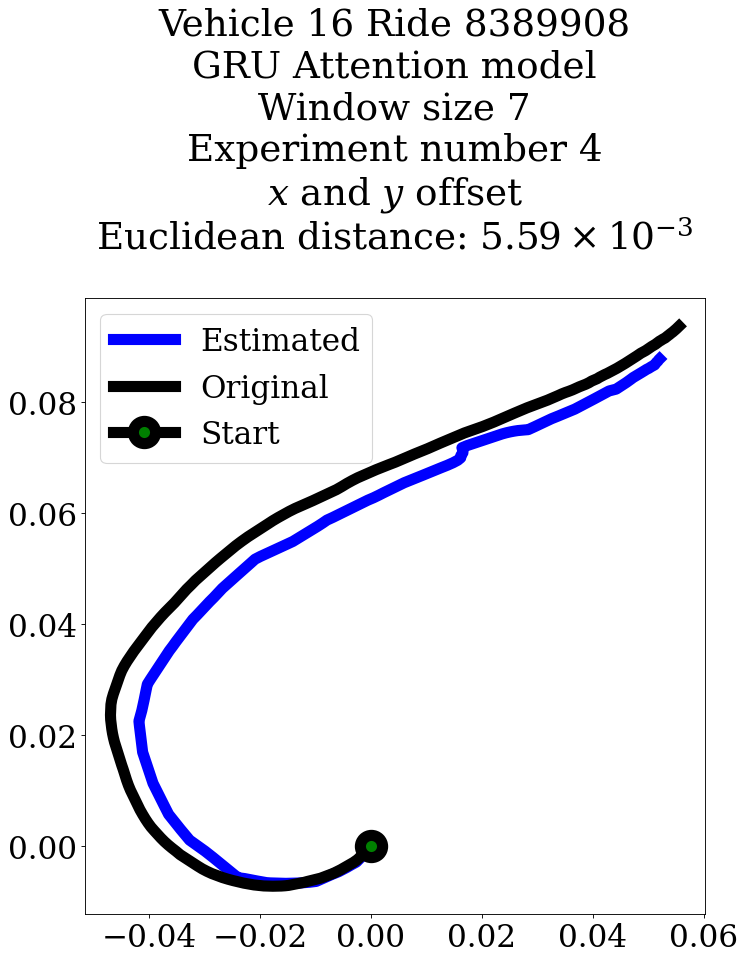 Vehicle 16 Ride 8389908
GRU Attention model
Window size 7
Experiment number 4
x and y offset
Euclidean distance: 5.59 × 10⁻³
Estimated
Original
Start
0.08
0.06
0.04
0.02
0.00
−0.04 −0.02 0.00 0.02 0.04 0.06